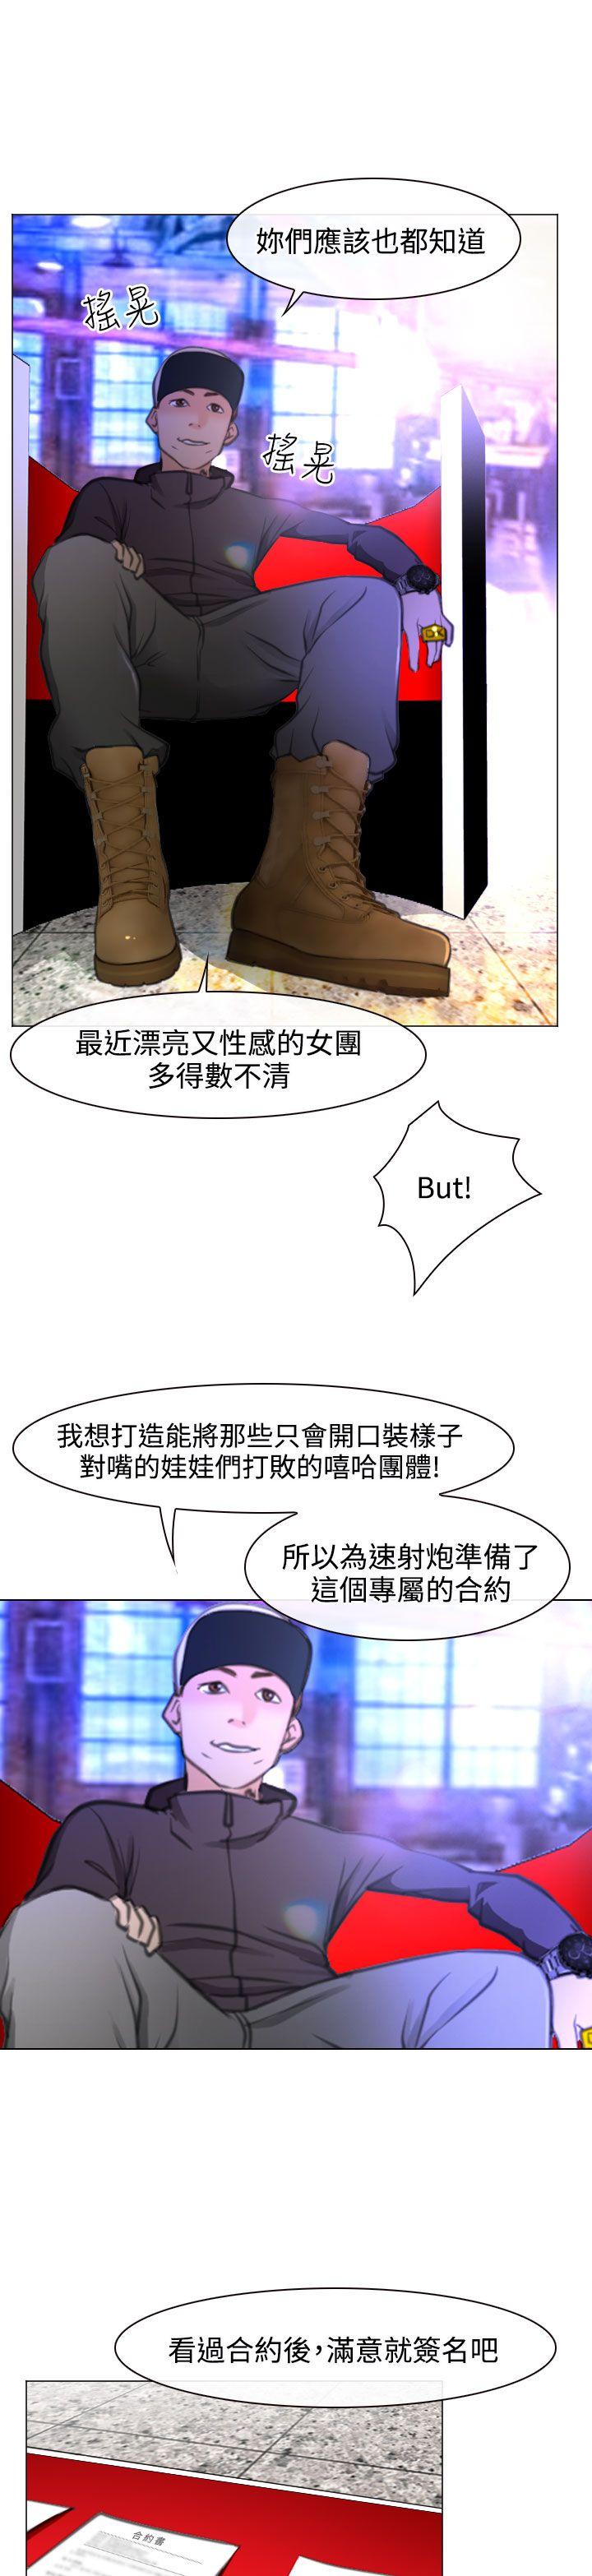 妳們應該也都知道
搖晃
搖晃
最近漂亮又性感的女團
多得數不清
But!
我想打造能將那些只會開口裝樣子
對嘴的娃娃們打敗的嘻哈團體!
所以為速射炮準備了
這個專屬的合約
看過合約後,滿意就簽名吧
合約書